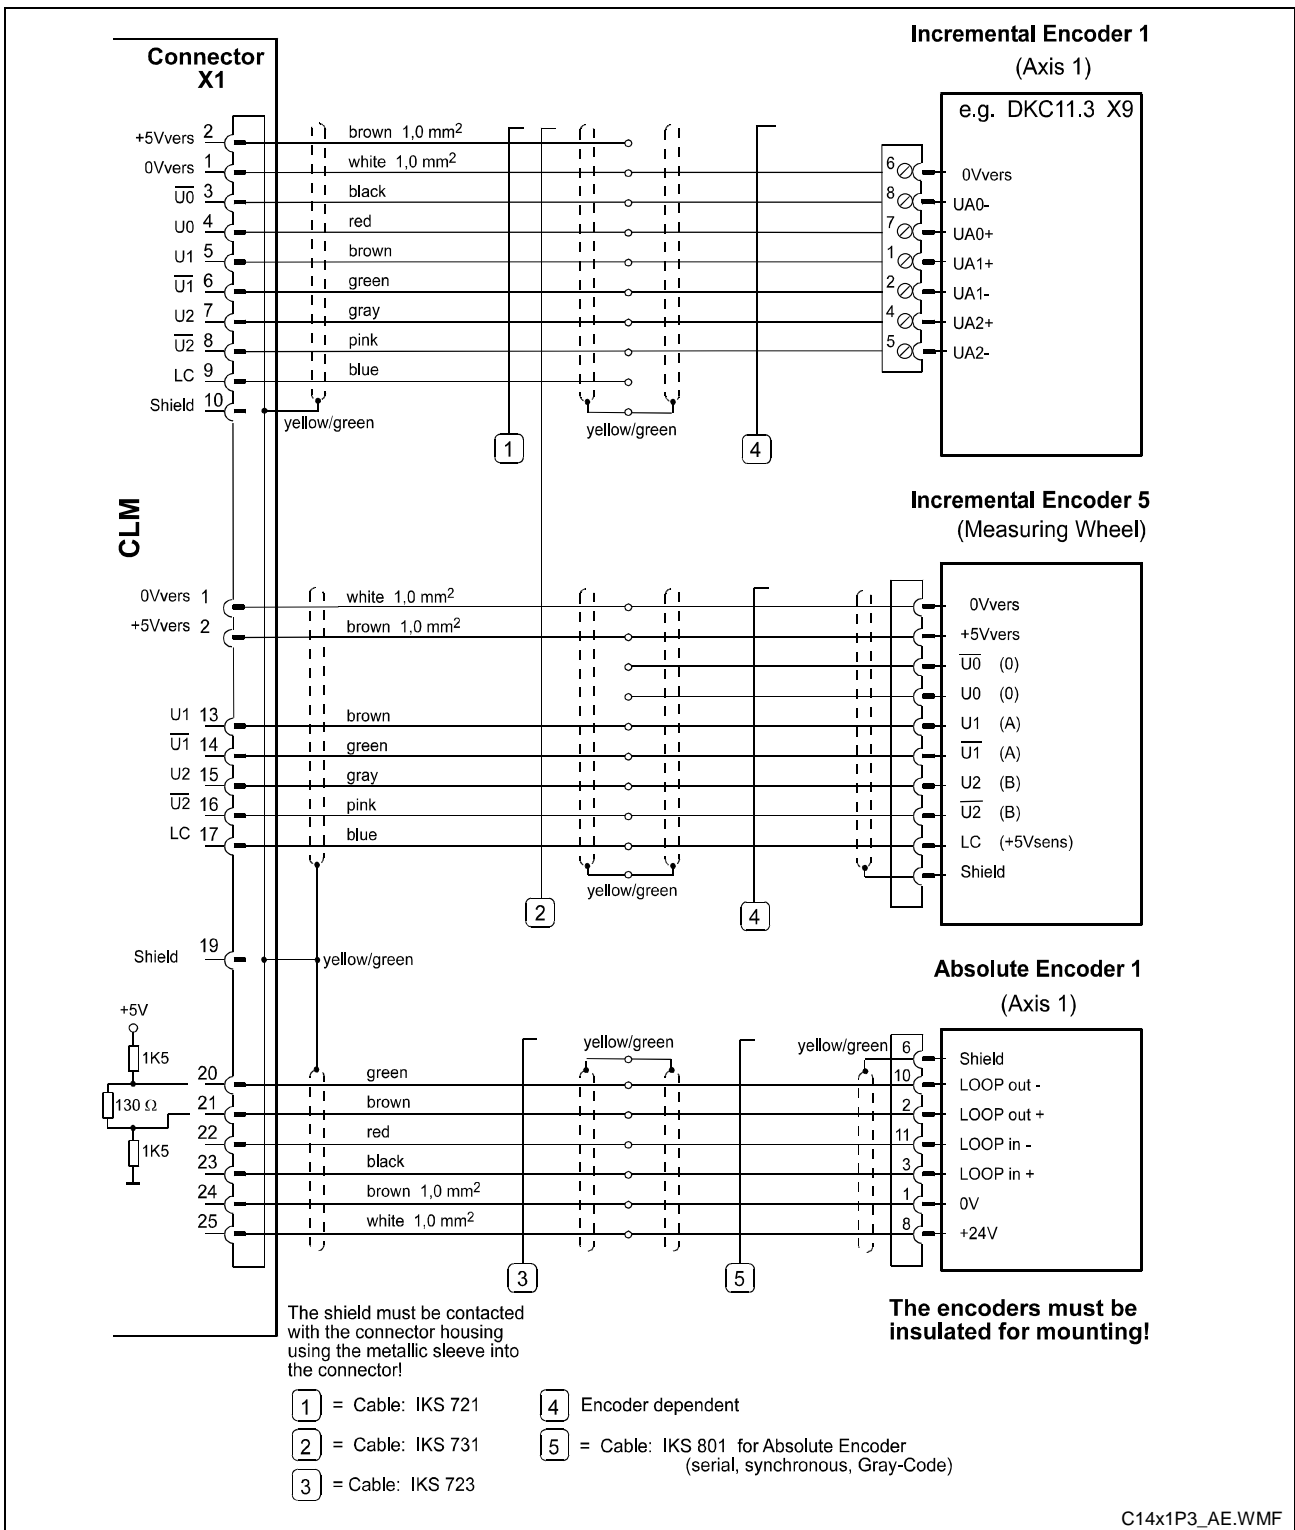 Connector
X1
Incremental Encoder 1
(Axis 1)
e.g. DKC11.3 X9
+5Vvers 2 brown 1,0 mm²
0Vvers 1 white 1,0 mm² 6 0Vvers
U̅0̅ 3 black 8 UA0-
U0 4 red 7 UA0+
U1 5 brown 1 UA1+
U̅1̅ 6 green 2 UA1-
U2 7 gray 4 UA2+
U̅2̅ 8 pink 5 UA2-
LC 9 blue
Shield 10
yellow/green
yellow/green
1
4
CLM
Incremental Encoder 5
(Measuring Wheel)
0Vvers 1 white 1,0 mm² 0Vvers
+5Vvers 2 brown 1,0 mm² +5Vvers
U̅0̅ (0)
U0 (0)
U1 13 brown U1 (A)
U̅1̅ 14 green U̅1̅ (A)
U2 15 gray U2 (B)
U̅2̅ 16 pink U̅2̅ (B)
LC 17 blue LC (+5Vsens)
Shield
yellow/green
2
4
Shield 19 yellow/green
Absolute Encoder 1
(Axis 1)
+5V
1K5
130 Ω
1K5
yellow/green
yellow/green 6 Shield
20 green 10 LOOP out -
21 brown 2 LOOP out +
22 red 11 LOOP in -
23 black 3 LOOP in +
24 brown 1,0 mm² 1 0V
25 white 1,0 mm² 8 +24V
3
5
The shield must be contacted
with the connector housing
using the metallic sleeve into
the connector!
The encoders must be
insulated for mounting!
1 = Cable: IKS 721
2 = Cable: IKS 731
3 = Cable: IKS 723
4 Encoder dependent
5 = Cable: IKS 801 for Absolute Encoder
(serial, synchronous, Gray-Code)
C14x1P3_AE.WMF